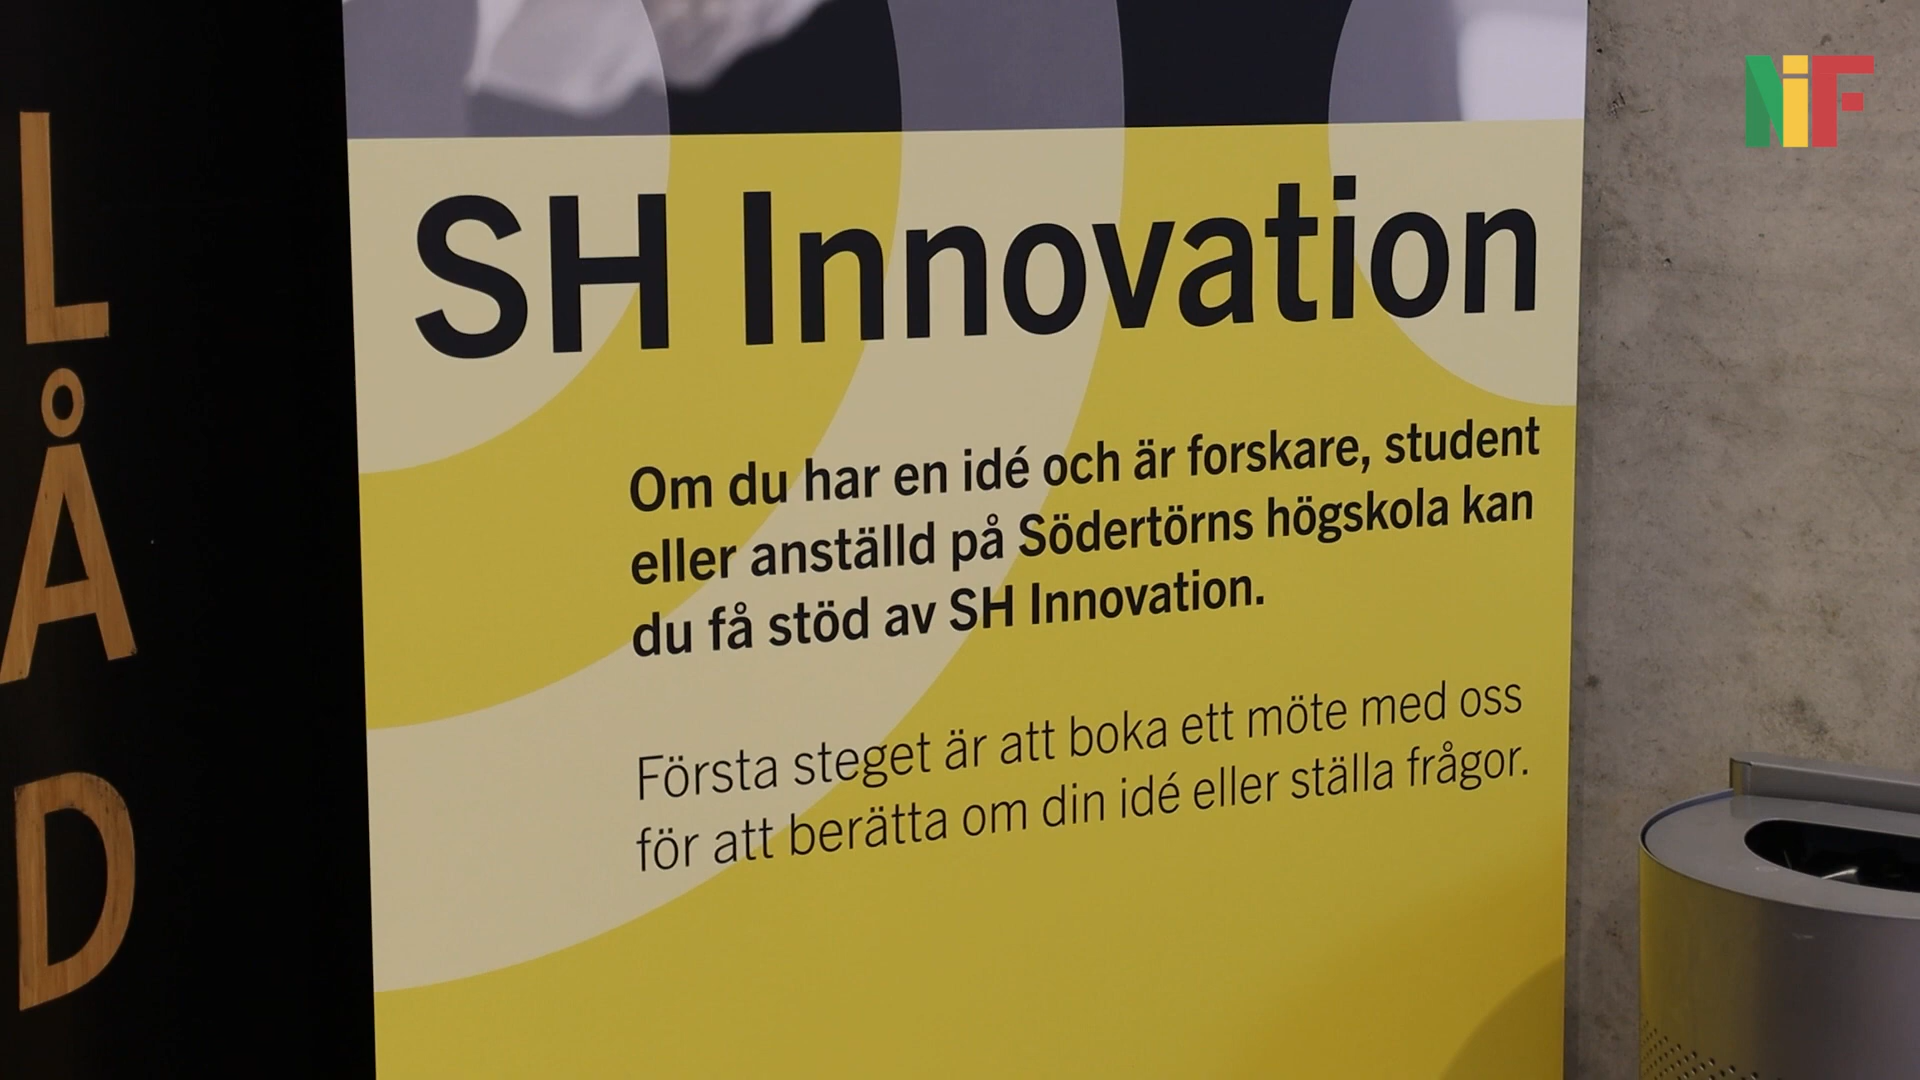 LÅD
SH Innovation
Om du har en idé och är forskare, student
eller anställd på Södertörns högskola kan
du få stöd av SH Innovation.
Första steget är att boka ett möte med oss
för att berätta om din idé eller ställa frågor.
NiF